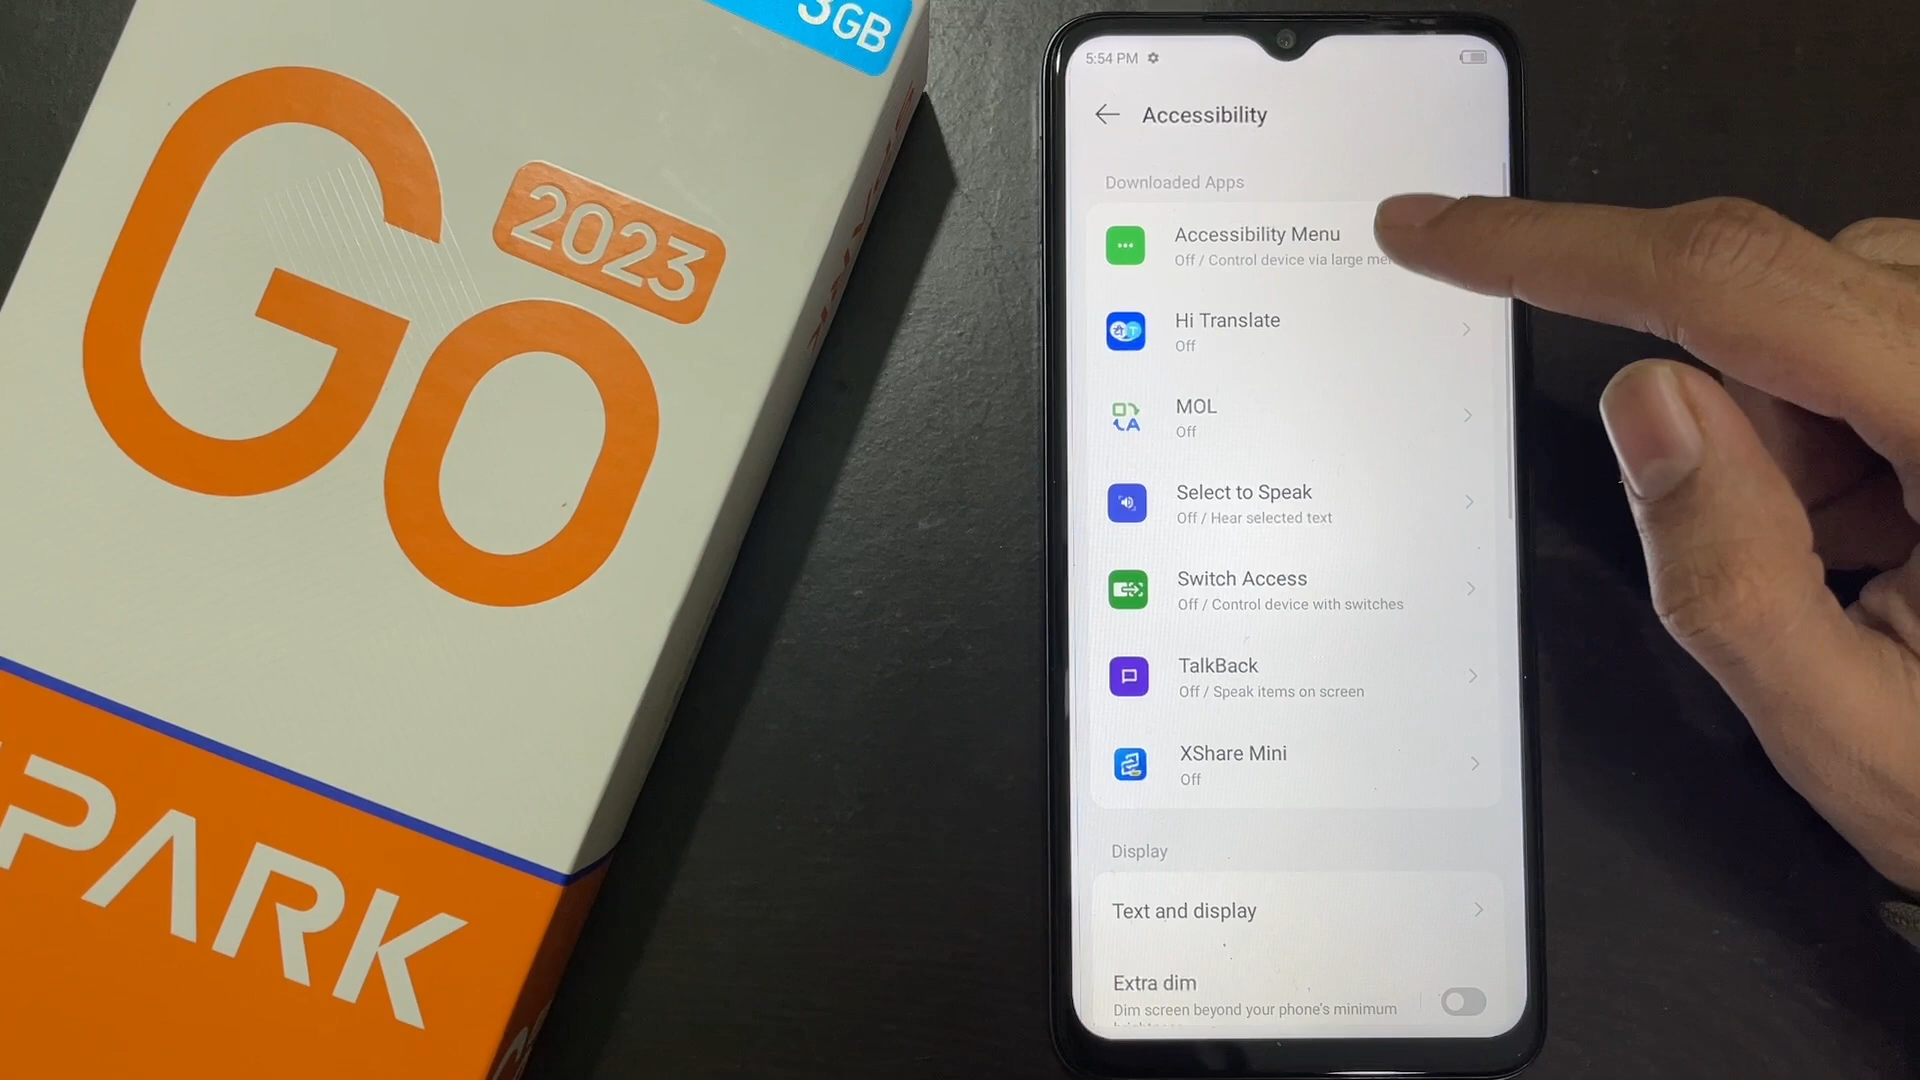 3GB
GO
2023
PARK
5:54 PM
Accessibility
Downloaded Apps
Accessibility Menu
Off / Control device via large
Hi Translate
Off
MOL
Off
Select to Speak
Off / Hear selected text
Switch Access
Off / Control device with switches
TalkBack
Off / Speak items on screen
XShare Mini
Off
Display
Text and display
Extra dim
Dim screen beyond your phone's minimum